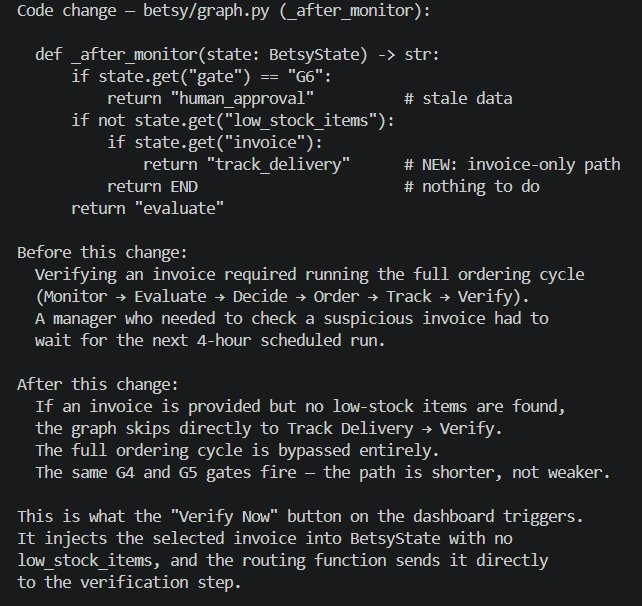 Code change — betsy/graph.py (_after_monitor):
def _after_monitor(state: BetsyState) -> str:
if state.get("gate") == "G6":
return "human_approval" # stale data
if not state.get("low_stock_items"):
if state.get("invoice"):
return "track_delivery" # NEW: invoice-only path
return END # nothing to do
return "evaluate"
Before this change:
Verifying an invoice required running the full ordering cycle
(Monitor → Evaluate → Decide → Order → Track → Verify).
A manager who needed to check a suspicious invoice had to
wait for the next 4-hour scheduled run.
After this change:
If an invoice is provided but no low-stock items are found,
the graph skips directly to Track Delivery → Verify.
The full ordering cycle is bypassed entirely.
The same G4 and G5 gates fire — the path is shorter, not weaker.
This is what the "Verify Now" button on the dashboard triggers.
It injects the selected invoice into BetsyState with no
low_stock_items, and the routing function sends it directly
to the verification step.